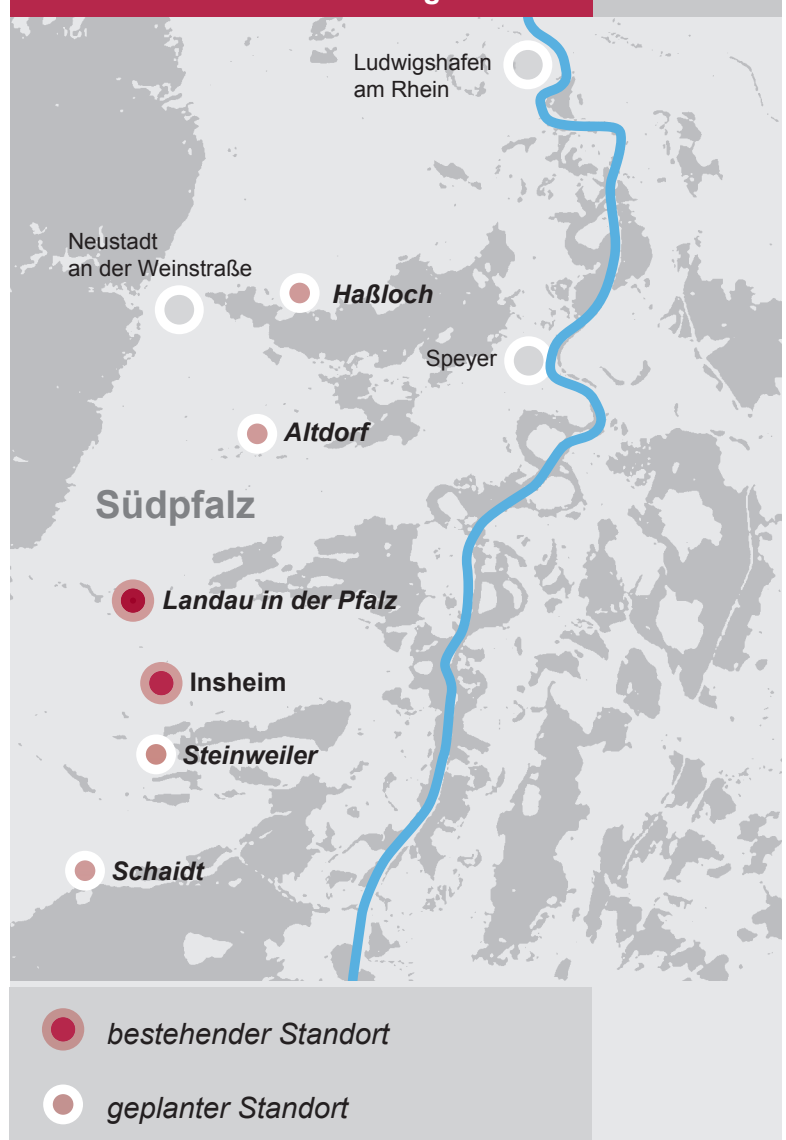 Ludwigshafen
am Rhein
Neustadt
an der Weinstraße
Haßloch
Speyer
Altdorf
Südpfalz
Landau in der Pfalz
Insheim
Steinweiler
Schaidt
bestehender Standort
geplanter Standort